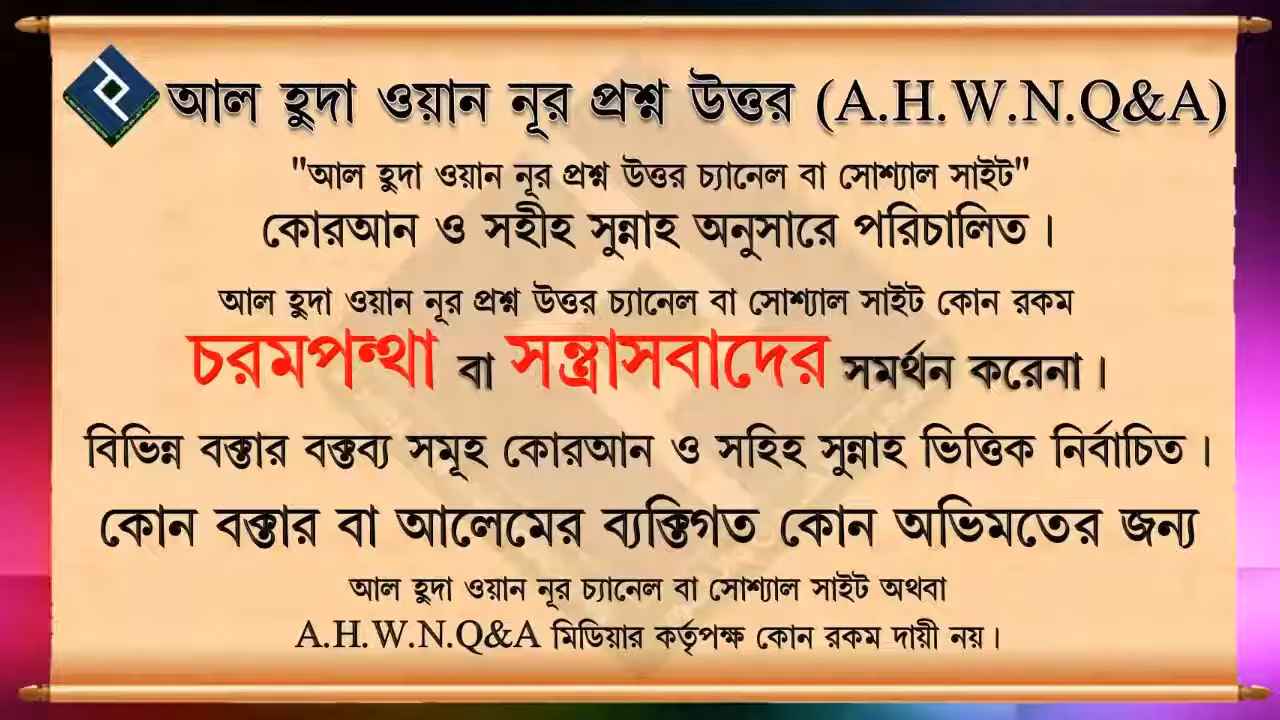 আল হুদা ওয়ান নূর প্রশ্ন উত্তর (A.H.W.N.Q&A)
"আল হুদা ওয়ান নূর প্রশ্ন উত্তর চ্যানেল বা সোশ্যাল সাইট"
কোরআন ও সহীহ সুন্নাহ অনুসারে পরিচালিত।
আল হুদা ওয়ান নূর প্রশ্ন উত্তর চ্যানেল বা সোশ্যাল সাইট কোন রকম
চরমপন্থা বা সন্ত্রাসবাদের সমর্থন করেনা।
বিভিন্ন বক্তার বক্তব্য সমূহ কোরআন ও সহিহ সুন্নাহ ভিত্তিক নির্বাচিত।
কোন বক্তার বা আলেমের ব্যক্তিগত কোন অভিমতের জন্য
আল হুদা ওয়ান নূর চ্যানেল বা সোশ্যাল সাইট অথবা
A.H.W.N.Q&A মিডিয়ার কর্তৃপক্ষ কোন রকম দায়ী নয়।